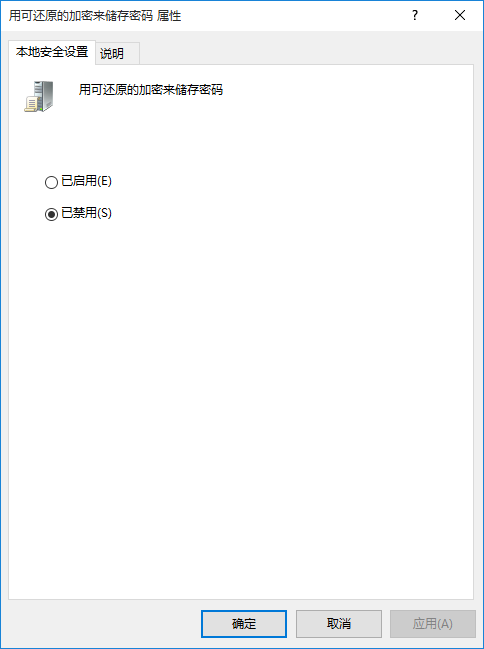 用可还原的加密来储存密码 属性
?
本地安全设置 说明
用可还原的加密来储存密码
已启用(E)
已禁用(S)
确定 取消 应用(A)